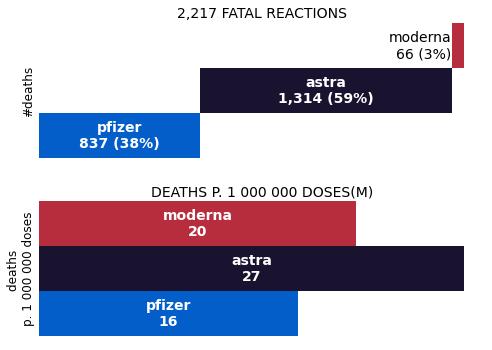 2,217 FATAL REACTIONS
moderna
66 (3%)
astra
1,314 (59%)
pfizer
837 (38%)
#deaths
DEATHS P. 1 000 000 DOSES(M)
moderna
20
astra
27
pfizer
16
deaths
p. 1 000 000 doses